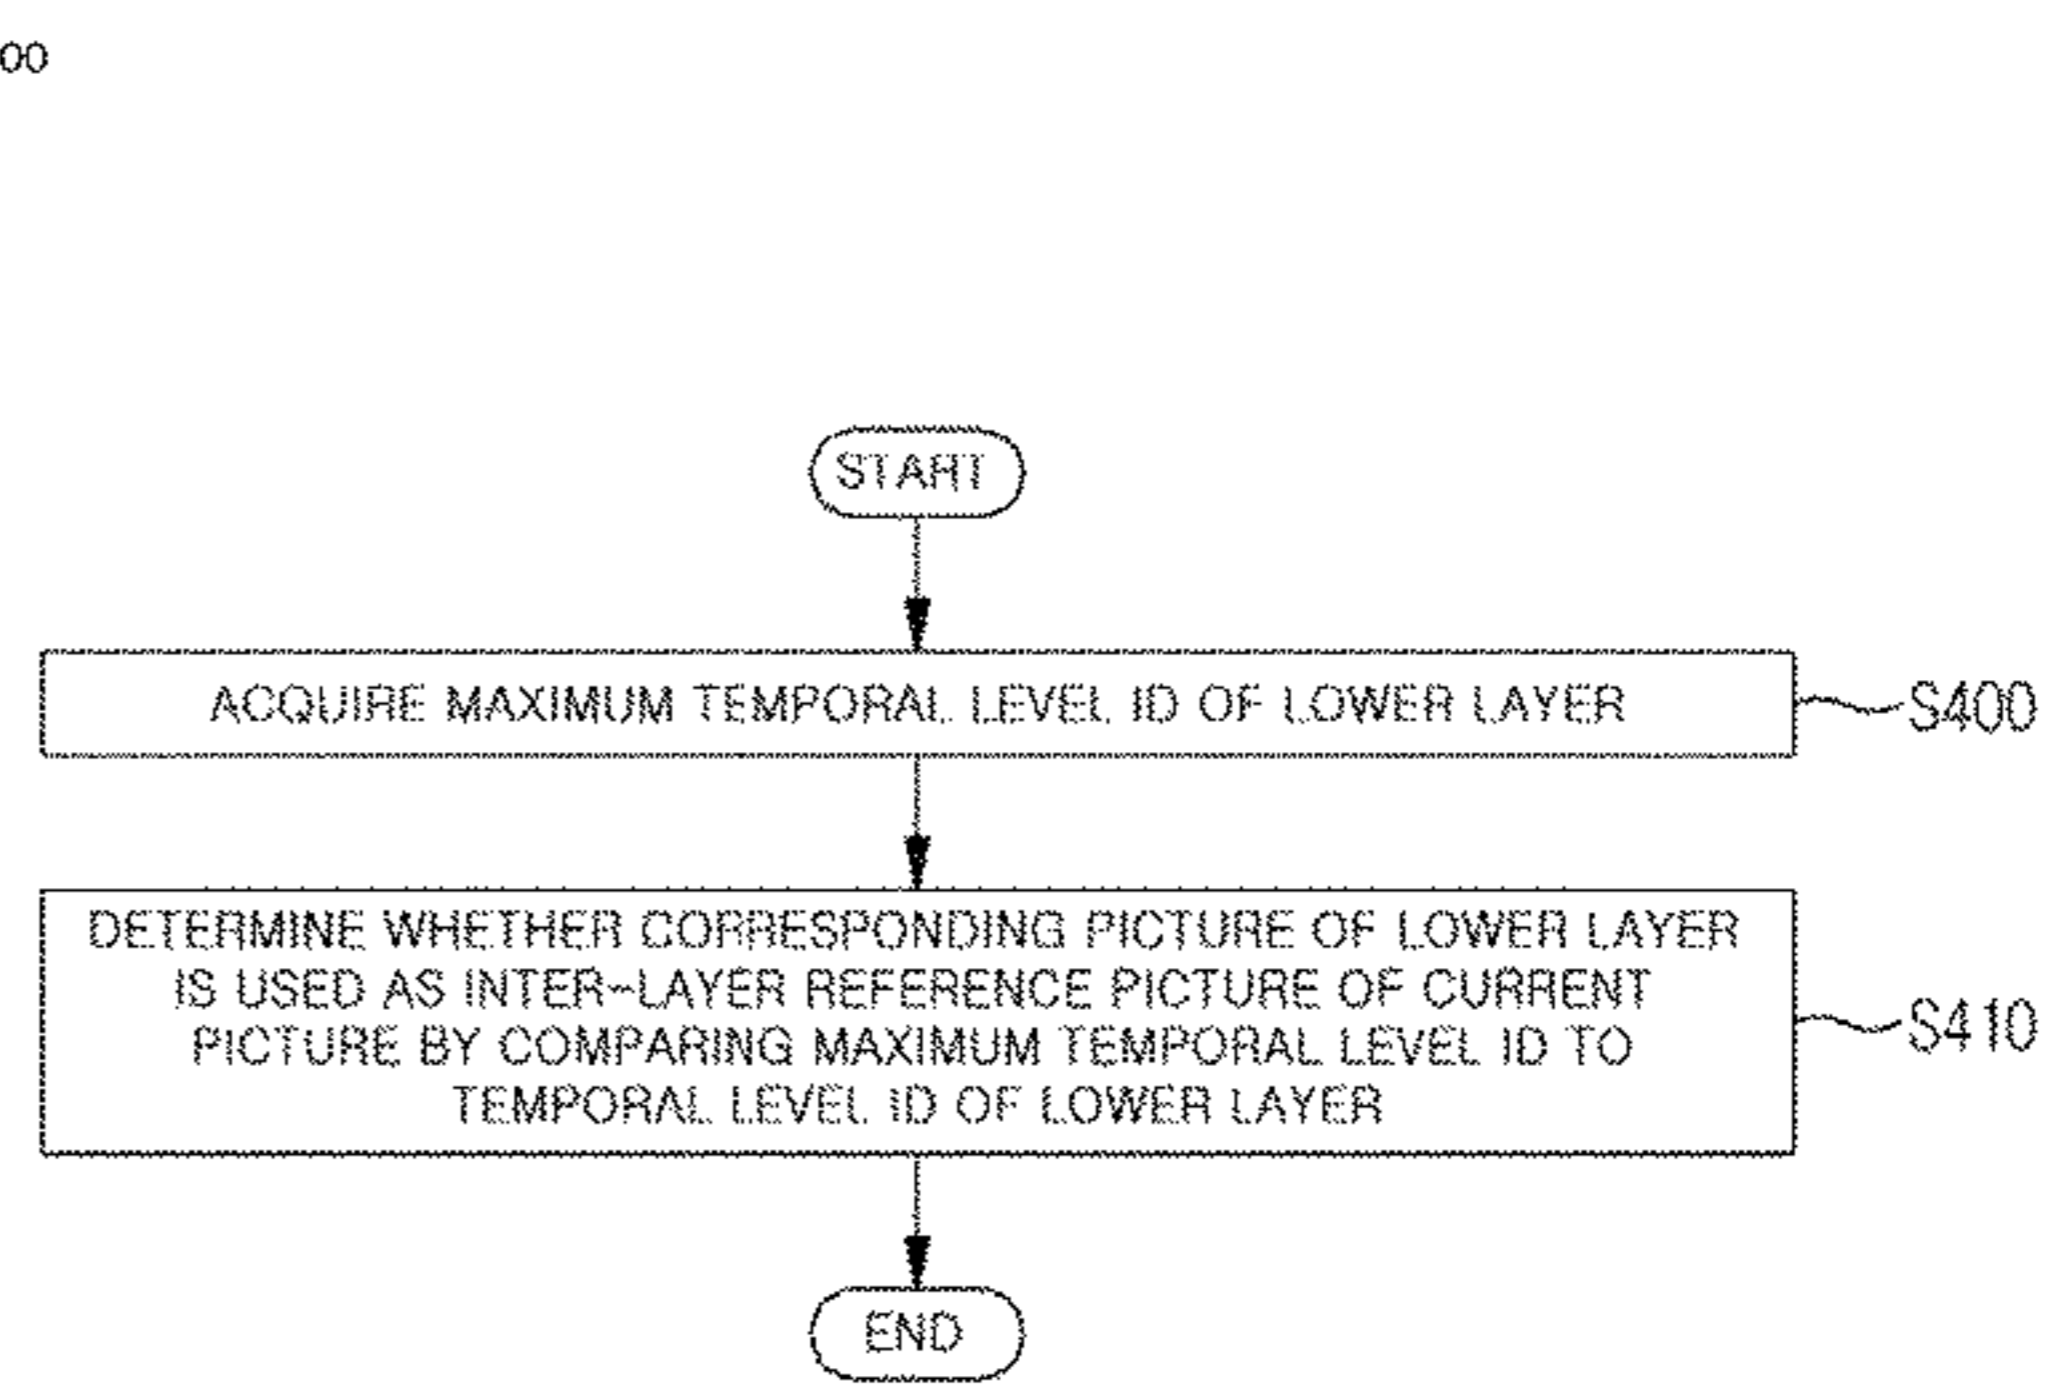 00
START
ACQUIRE MAXIMUM TEMPORAL LEVEL ID OF LOWER LAYER
S400
DETERMINE WHETHER CORRESPONDING PICTURE OF LOWER LAYER
IS USED AS INTER-LAYER REFERENCE PICTURE OF CURRENT
PICTURE BY COMPARING MAXIMUM TEMPORAL LEVEL ID TO
TEMPORAL LEVEL ID OF LOWER LAYER
S410
END